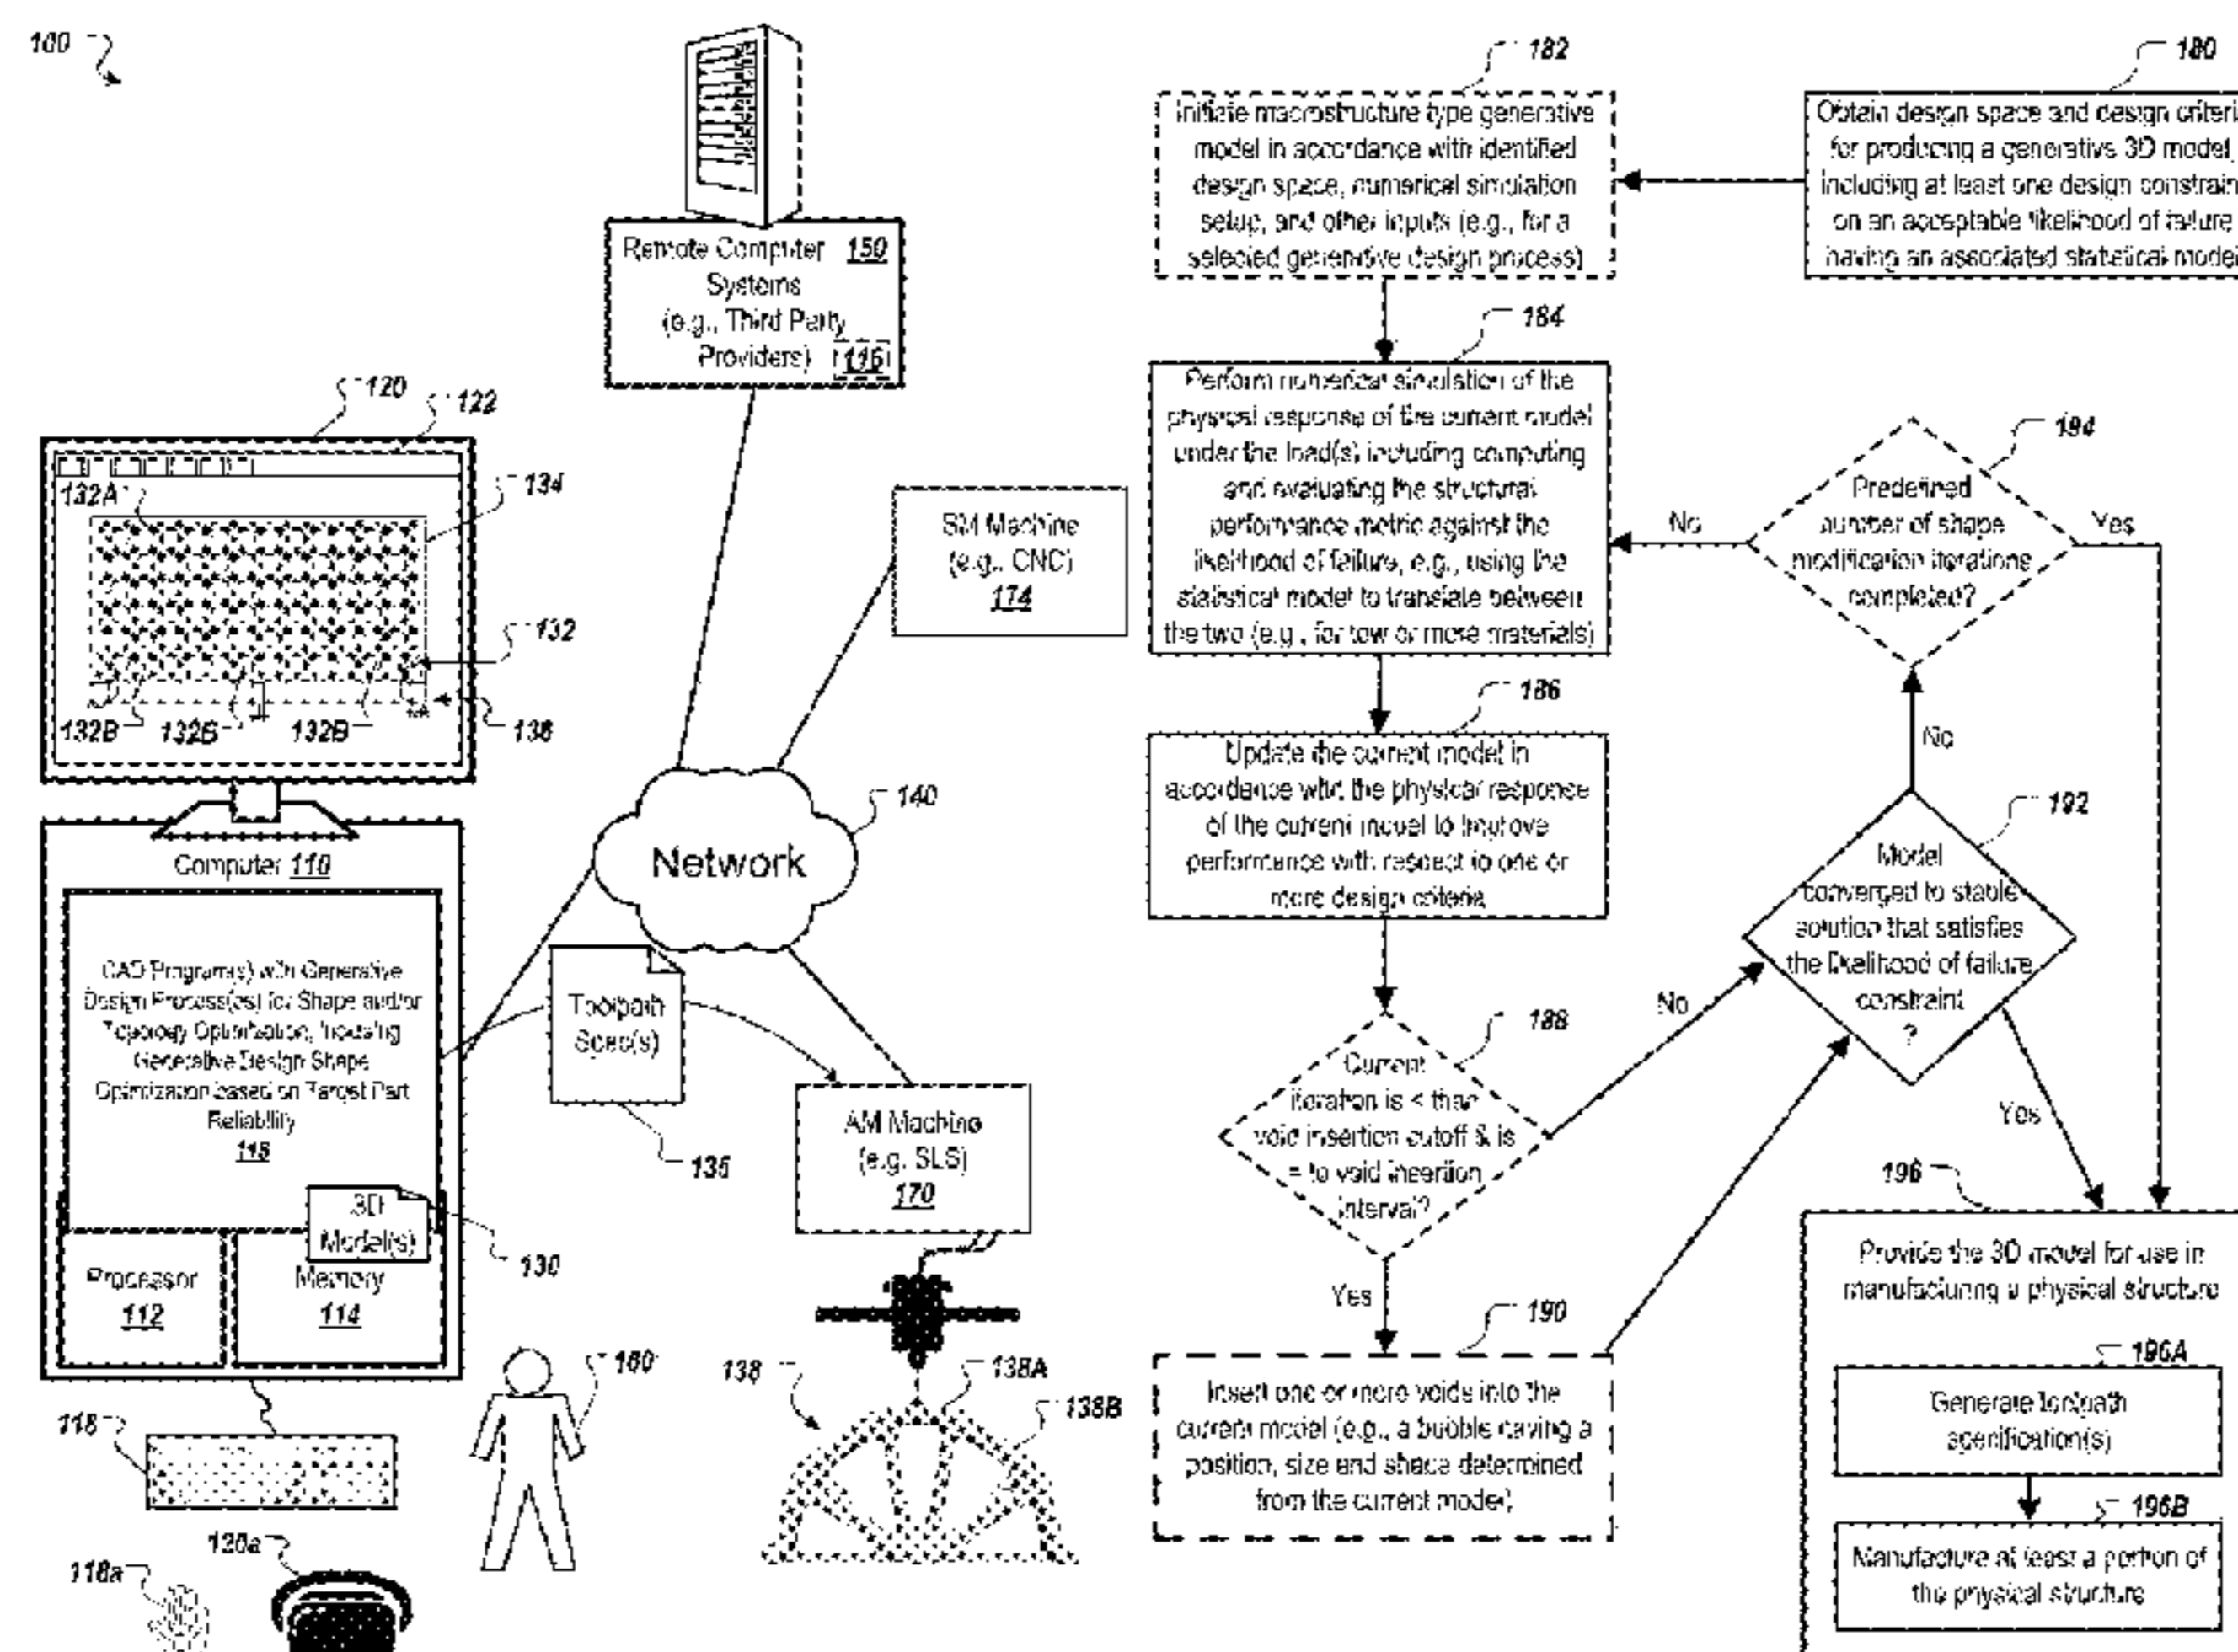 100
Remote Computer 150
Systems
(e.g., Third Party
Providers) 116
120
122
132A
134
132
132B 132B 132B
136
SM Machine
(e.g., CNC)
174
140
Network
Computer 110
CAD Program(s) with Generative
Design Process(es) for Shape and/or
Topology Optimization, Including
Generative Design Shape
Optimization based on Target Part
Reliability
116
3D
Model(s)
130
Processor
112
Memory
114
Toolpath
Spec(s)
135
AM Machine
(e.g. SLS)
170
118
160
138
138A
138B
118a
120a
182
Initiate macrostructure type generative
model in accordance with identified
design space, numerical simulation
setup, and other inputs (e.g., for a
selected generative design process)
180
Obtain design space and design criteri
for producing a generative 3D model,
including at least one design constrain
on an acceptable likelihood of failure
having an associated statistical model
184
Perform numerical simulation of the
physical response of the current model
under the load(s) including computing
and evaluating the structural
performance metric against the
likelihood of failure, e.g., using the
statistical model to translate between
the two (e.g., for tow or more materials)
186
Update the current model in
accordance with the physical response
of the current model to improve
performance with respect to one or
more design criteria
188
Current
iteration is < than
void insertion cutoff & is
= to void insertion
interval?
No
Yes
190
Insert one or more voids into the
current model (e.g., a bubble having a
position, size and shape determined
from the current model)
192
Model
converged to stable
solution that satisfies
the likelihood of failure
constraint
?
No
Yes
194
Predefined
number of shape
modification iterations
completed?
No
Yes
196
Provide the 3D model for use in
manufacturing a physical structure
196A
Generate toolpath
specification(s)
196B
Manufacture at least a portion of
the physical structure